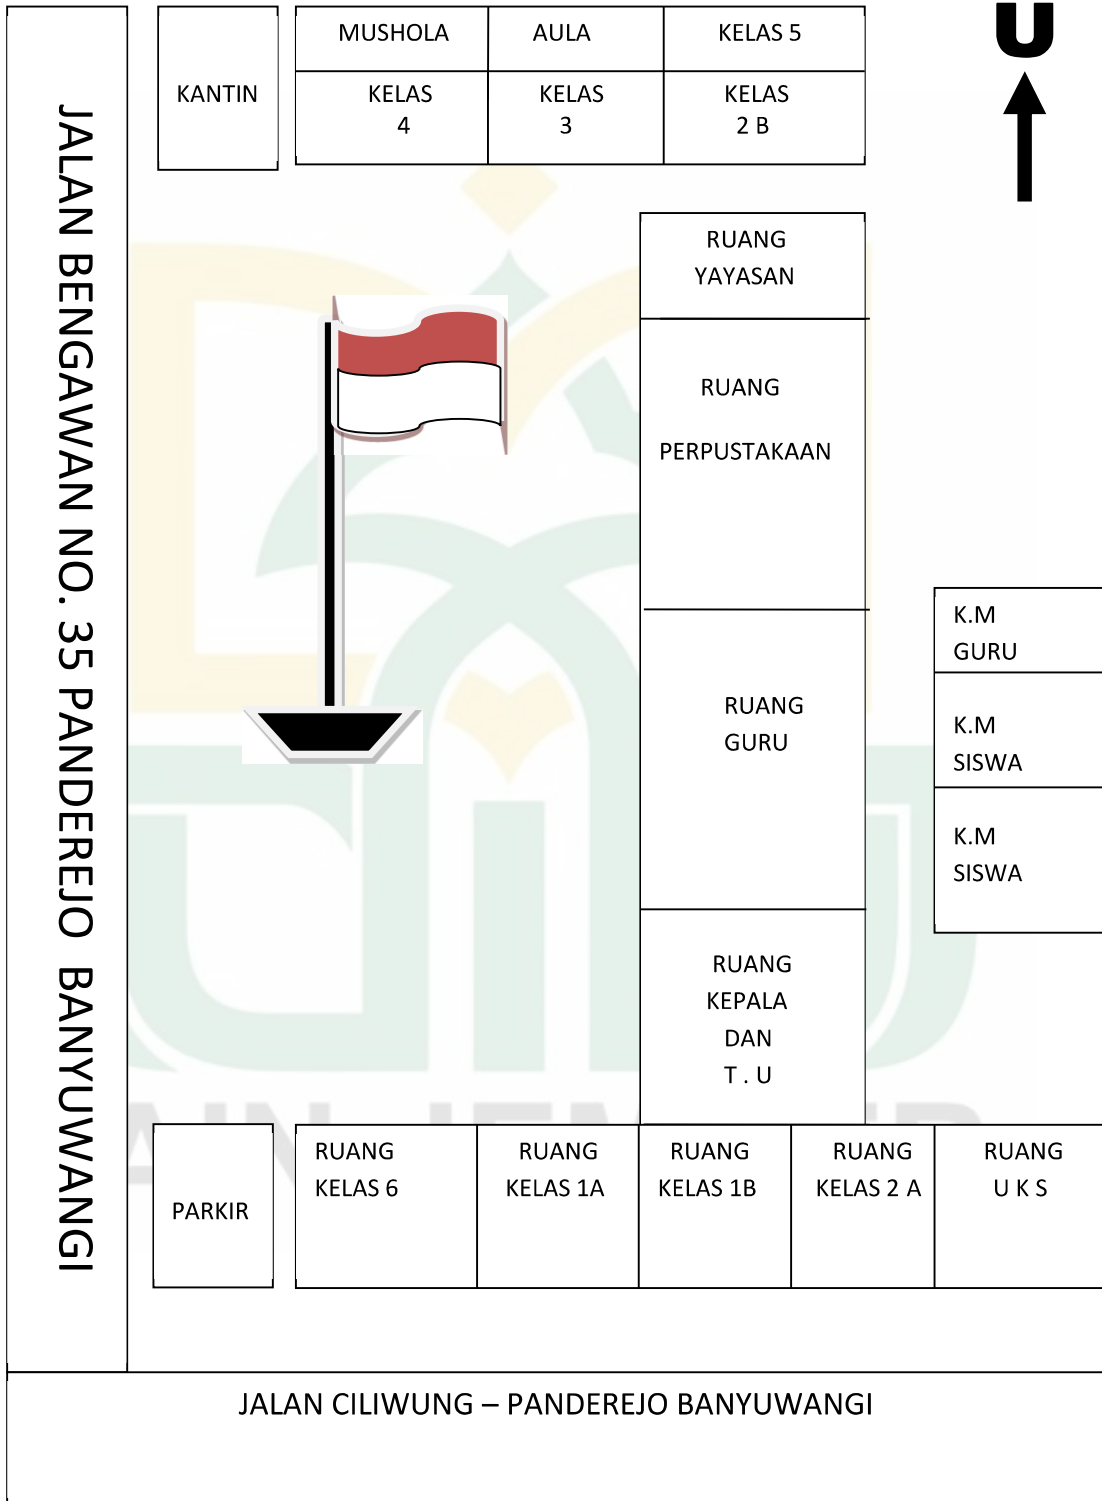 U
MUSHOLA
AULA
KELAS 5
KANTIN
KELAS
4
KELAS
3
KELAS
2 B
JALAN BENGAWAN NO. 35 PANDEREJO BANYUWANGI
RUANG
YAYASAN
RUANG
PERPUSTAKAAN
RUANG
GURU
K.M
GURU
K.M
SISWA
K.M
SISWA
RUANG
KEPALA
DAN
T . U
PARKIR
RUANG
KELAS 6
RUANG
KELAS 1A
RUANG
KELAS 1B
RUANG
KELAS 2 A
RUANG
U K S
JALAN CILIWUNG – PANDEREJO BANYUWANGI